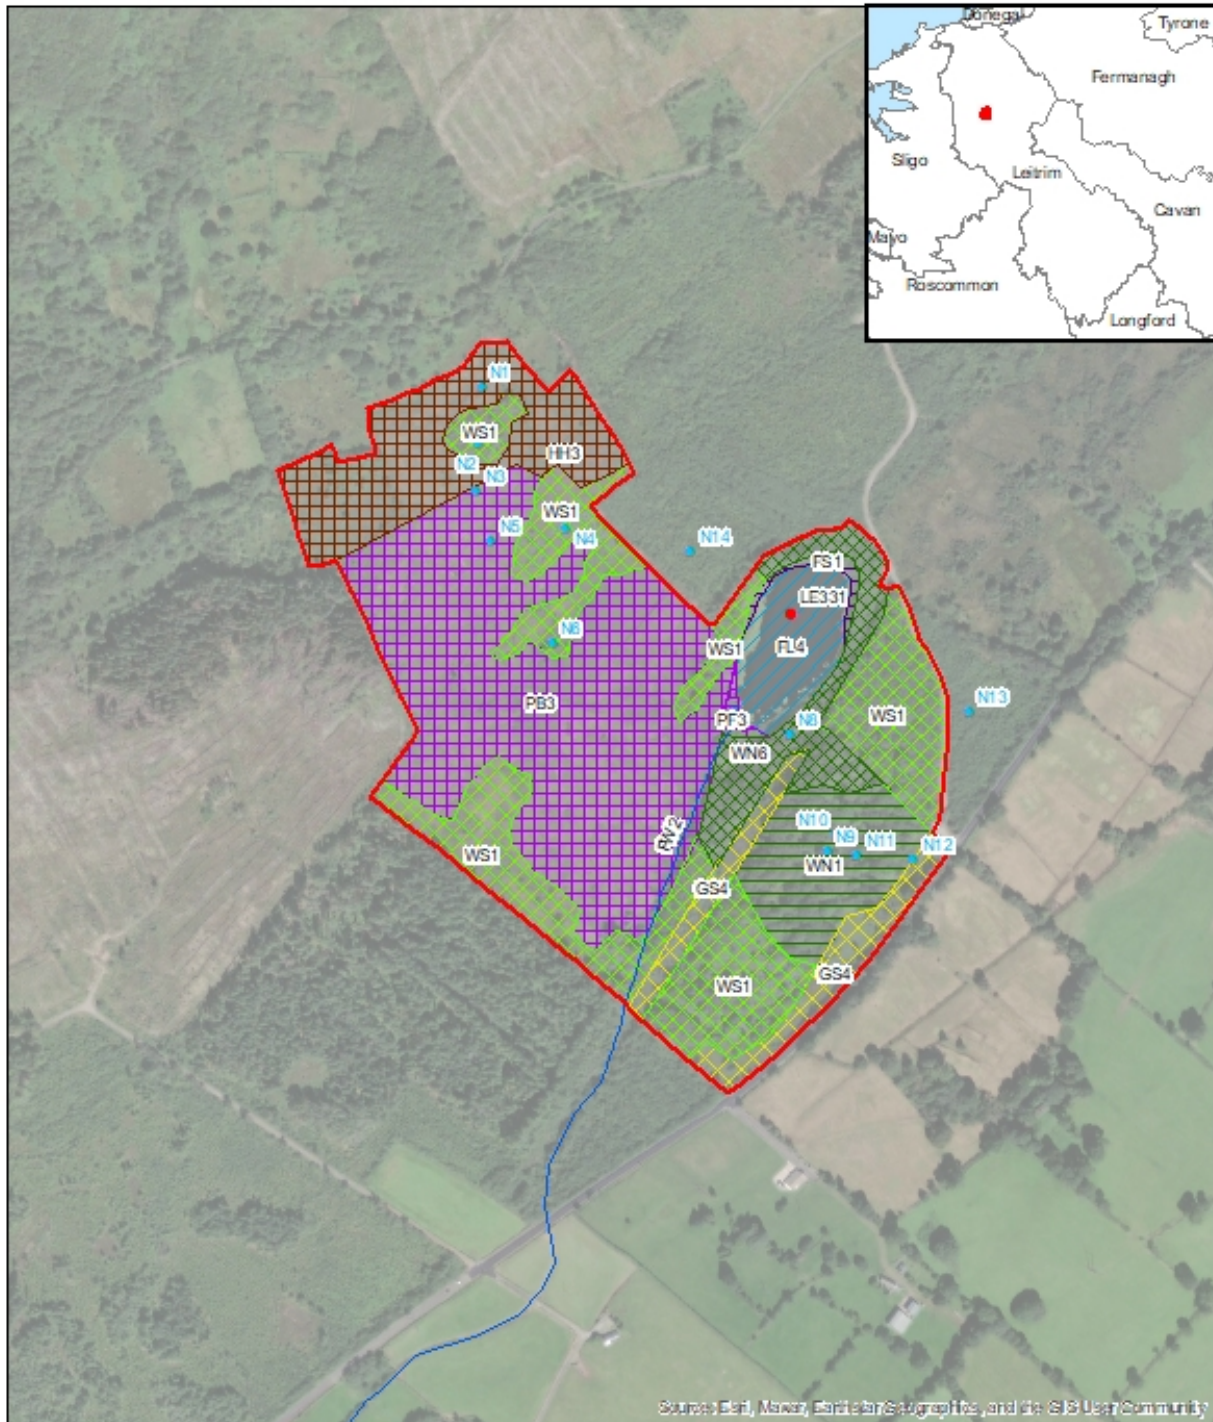 Donegal
Tyrone
Fermanagh
Sligo
Leitrim
Cavan
Mayo
Roscommon
Longford
N1
WS1
HH3
N2
N3
WS1
N5
N4
N14
FS1
LE331
N6
WS1
FL4
PB3
PF3
N8
WS1
N13
WN6
FW2
N10
N9
N11
N12
WS1
WN1
GS4
GS4
WS1
Source: Esri, Maxar, Earthstar Geographics, and the GIS User Community